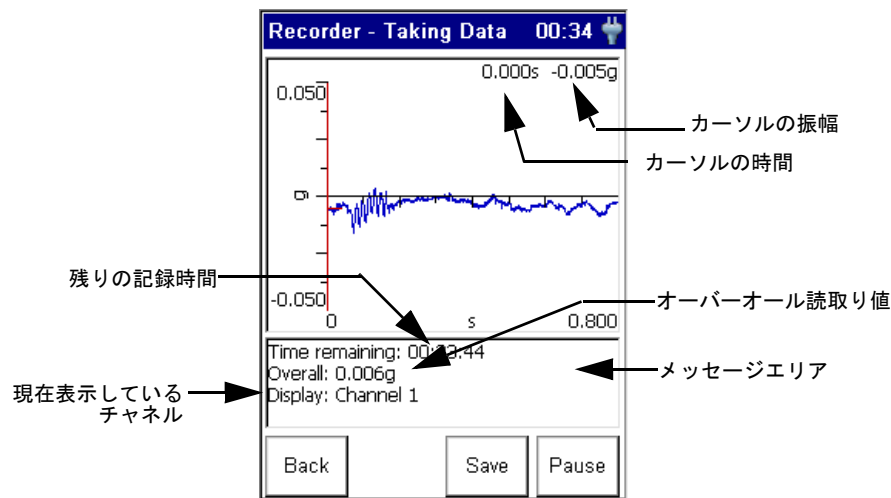 Recorder - Taking Data 00:34
0.000s -0.005g
0.050
カーソルの振幅
カーソルの時間
g
残りの記録時間
-0.050
オーバーオール読取り値
0 s 0.800
Time remaining:
Overall: 0.006g
メッセージエリア
現在表示している
チャネル
Display: Channel 1
Back Save Pause